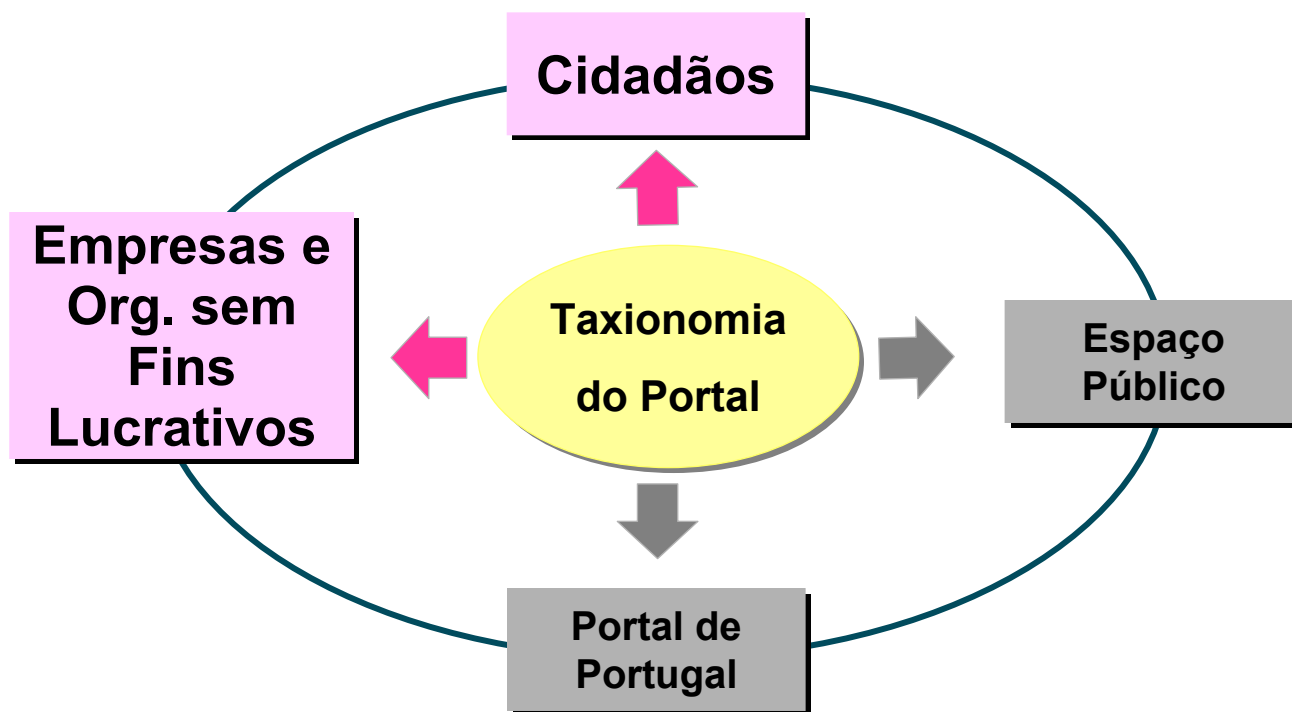 Cidadãos
Empresas e
Org. sem
Fins
Lucrativos
Taxionomia
do Portal
Espaço
Público
Portal de
Portugal